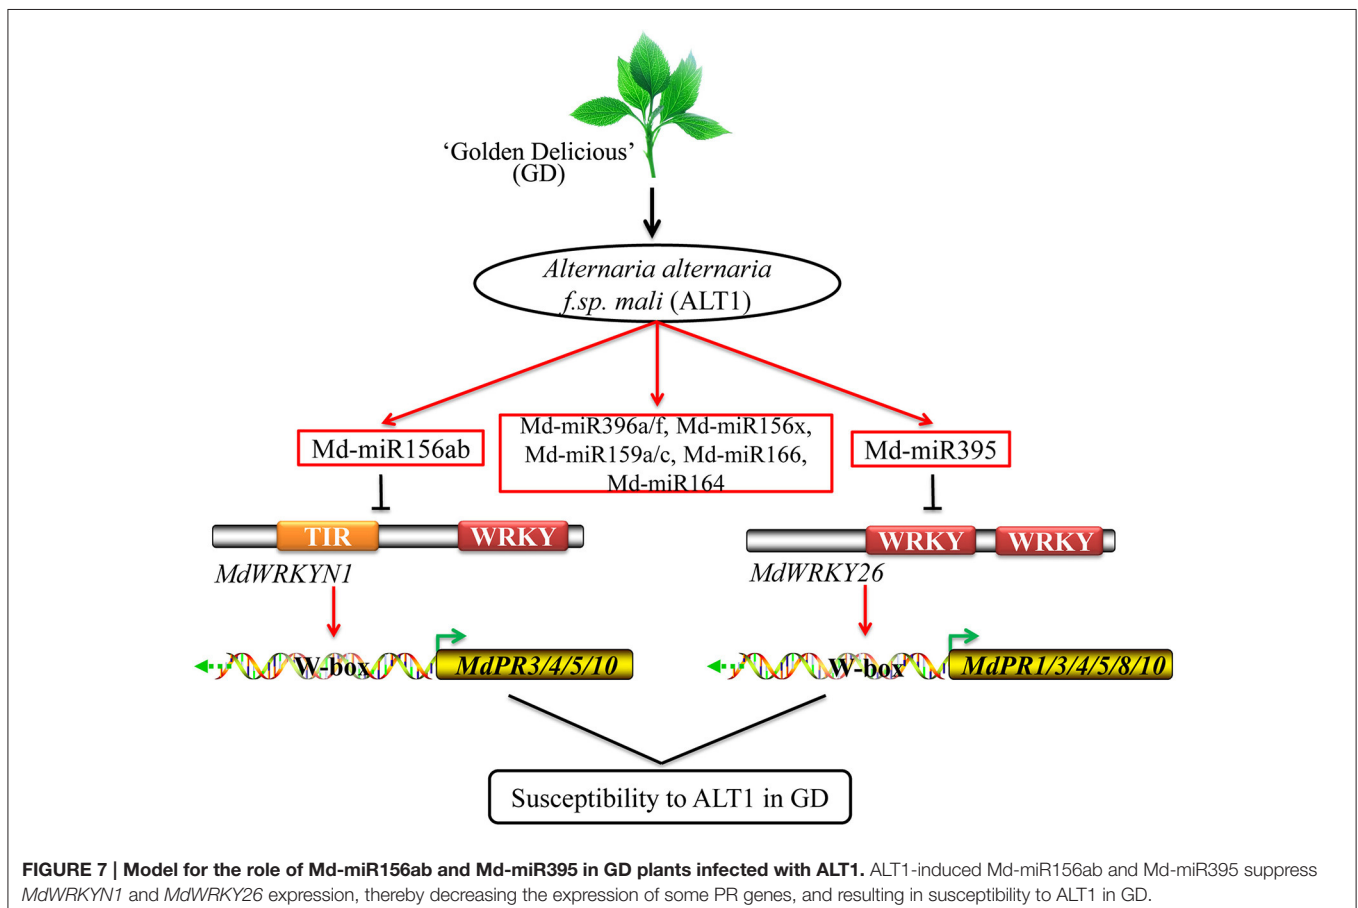 ‘Golden Delicious’
(GD)
Alternaria alternaria
f.sp. mali (ALT1)
Md-miR156ab
Md-miR396a/f, Md-miR156x,
Md-miR159a/c, Md-miR166,
Md-miR164
Md-miR395
TIR WRKY
MdWRKYN1
WRKY WRKY
MdWRKY26
W-box MdPR3/4/5/10
W-box MdPR1/3/4/5/8/10
Susceptibility to ALT1 in GD
FIGURE 7 | Model for the role of Md-miR156ab and Md-miR395 in GD plants infected with ALT1. ALT1-induced Md-miR156ab and Md-miR395 suppress
MdWRKYN1 and MdWRKY26 expression, thereby decreasing the expression of some PR genes, and resulting in susceptibility to ALT1 in GD.